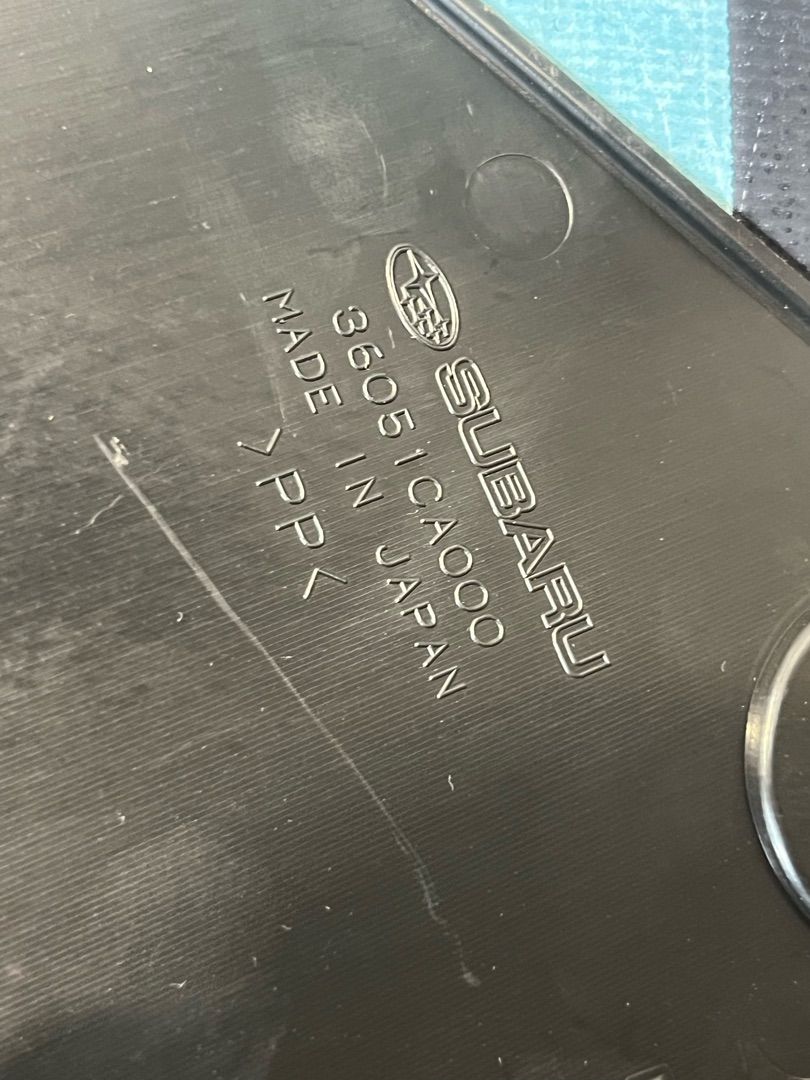 SUBARU
36051CA000
MADE IN JAPAN
>PP<